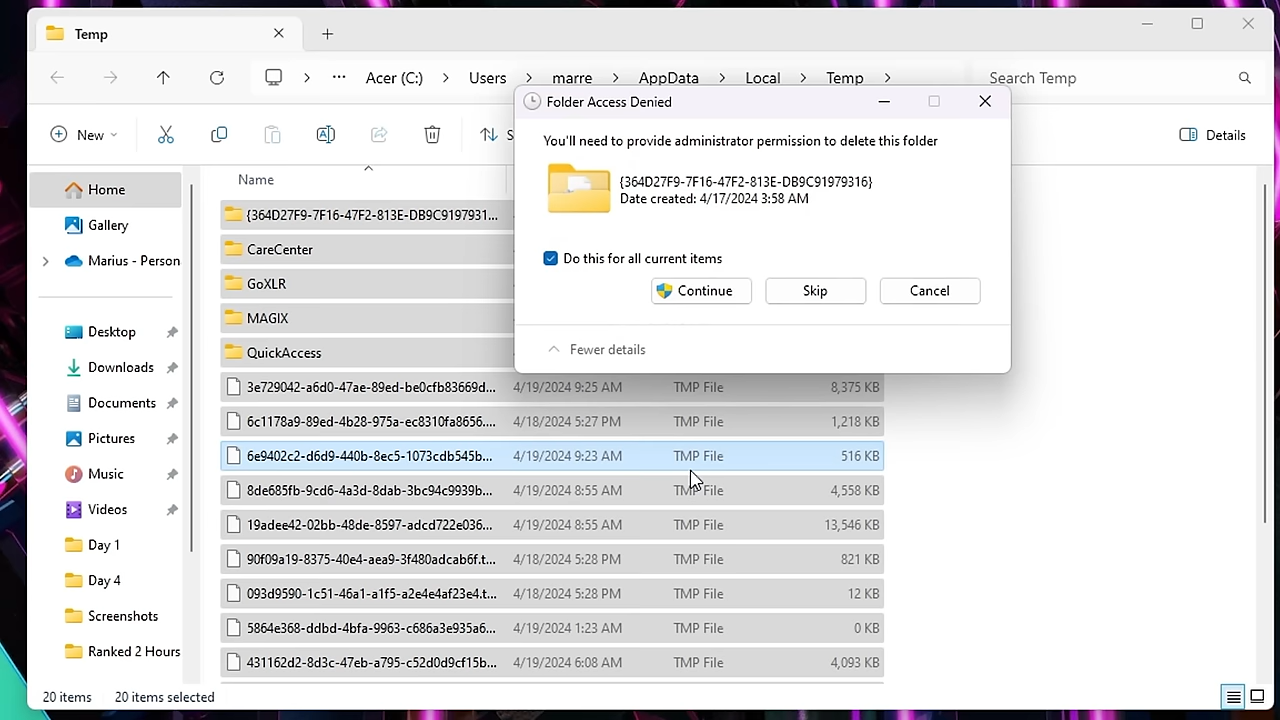 Temp
Acer (C:) Users marre AppData Local Temp
Search Temp
New
S
Details
Folder Access Denied
You'll need to provide administrator permission to delete this folder
{364D27F9-7F16-47F2-813E-DB9C91979316}
Date created: 4/17/2024 3:58 AM
Do this for all current items
Continue Skip Cancel
Fewer details
Home
Gallery
Marius - Person
Desktop
Downloads
Documents
Pictures
Music
Videos
Day 1
Day 4
Screenshots
Ranked 2 Hours
Name
{364D27F9-7F16-47F2-813E-DB9C9197931...
CareCenter
GoXLR
MAGIX
QuickAccess
3e729042-a6d0-47ae-89ed-be0cfb83669d... 4/19/2024 9:25 AM TMP File 8,375 KB
6c1178a9-89ed-4b28-975a-ec8310fa8656.... 4/18/2024 5:27 PM TMP File 1,218 KB
6e9402c2-d6d9-440b-8ec5-1073cdb545b... 4/19/2024 9:23 AM TMP File 516 KB
8de685fb-9cd6-4a3d-8dab-3bc94c9939b... 4/19/2024 8:55 AM TMP File 4,558 KB
19adee42-02bb-48de-8597-adcd722e036... 4/19/2024 8:55 AM TMP File 13,546 KB
90f09a19-8375-40e4-aea9-3f480adcab6f.t... 4/18/2024 5:28 PM TMP File 821 KB
093d9590-1c51-46a1-a1f5-a2e4e4af23e4.t... 4/18/2024 5:28 PM TMP File 12 KB
5864e368-ddbd-4bfa-9963-c686a3e935a6... 4/19/2024 1:23 AM TMP File 0 KB
431162d2-8d3c-47eb-a795-c52d0d9cf15b... 4/19/2024 6:08 AM TMP File 4,093 KB
20 items 20 items selected